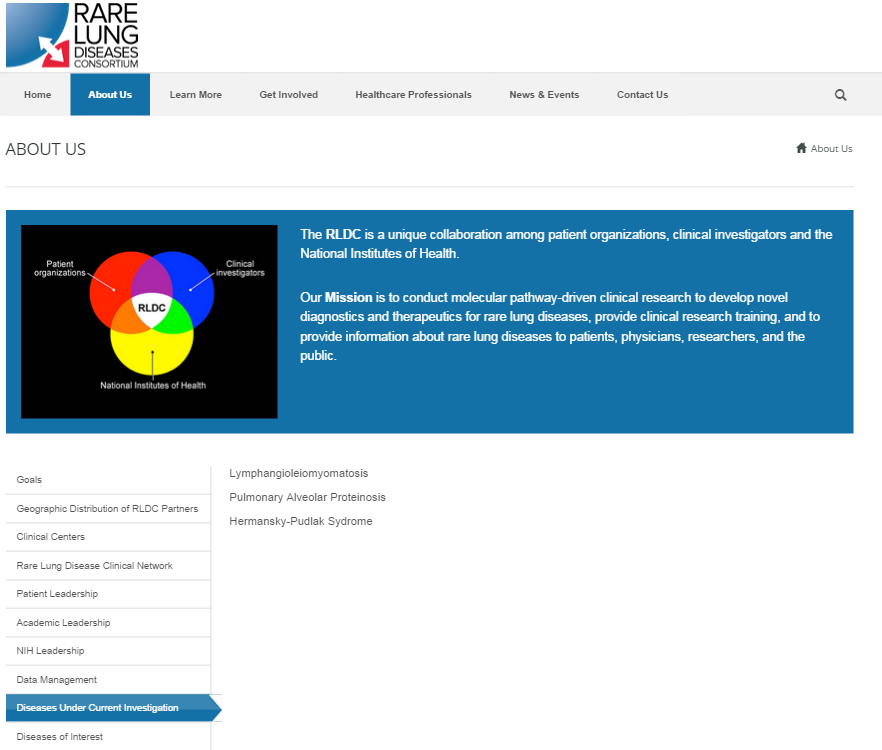 RARE
LUNG
DISEASES
CONSORTIUM
Home
About Us
Learn More
Get Involved
Healthcare Professionals
News & Events
Contact Us
ABOUT US
About Us
Patient
organizations
Clinical
investigators
RLDC
National Institutes of Health
The RLDC is a unique collaboration among patient organizations, clinical investigators and the
National Institutes of Health.
Our Mission is to conduct molecular pathway-driven clinical research to develop novel
diagnostics and therapeutics for rare lung diseases, provide clinical research training, and to
provide information about rare lung diseases to patients, physicians, researchers, and the
public.
Goals
Geographic Distribution of RLDC Partners
Clinical Centers
Rare Lung Disease Clinical Network
Patient Leadership
Academic Leadership
NIH Leadership
Data Management
Diseases Under Current Investigation
Diseases of Interest
Lymphangioleiomyomatosis
Pulmonary Alveolar Proteinosis
Hermansky-Pudlak Sydrome